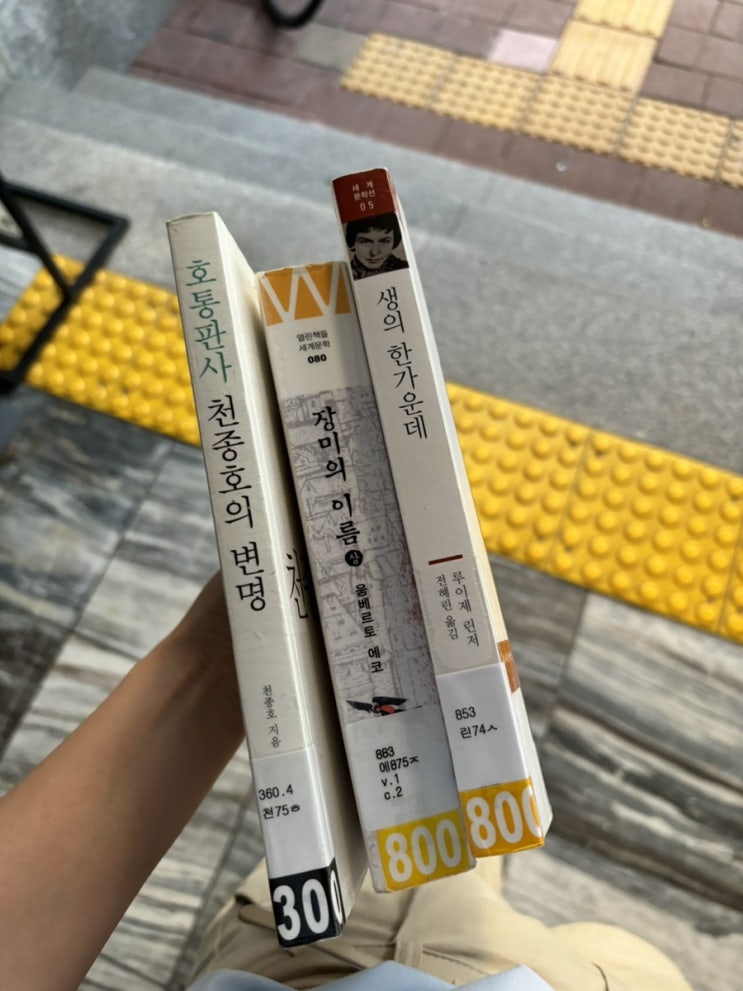 호통판사 천종호의 변명
천종호 지음
360.4
천75ㅎ
300
열린책들
세계문학
080
장미의 이름 상
움베르토 에코
883
에875ㅈ
v.1
c.2
800
세계
문학선
05
생의 한가운데
루이제 린저
전혜린 옮김
853
린74ㅅ
800